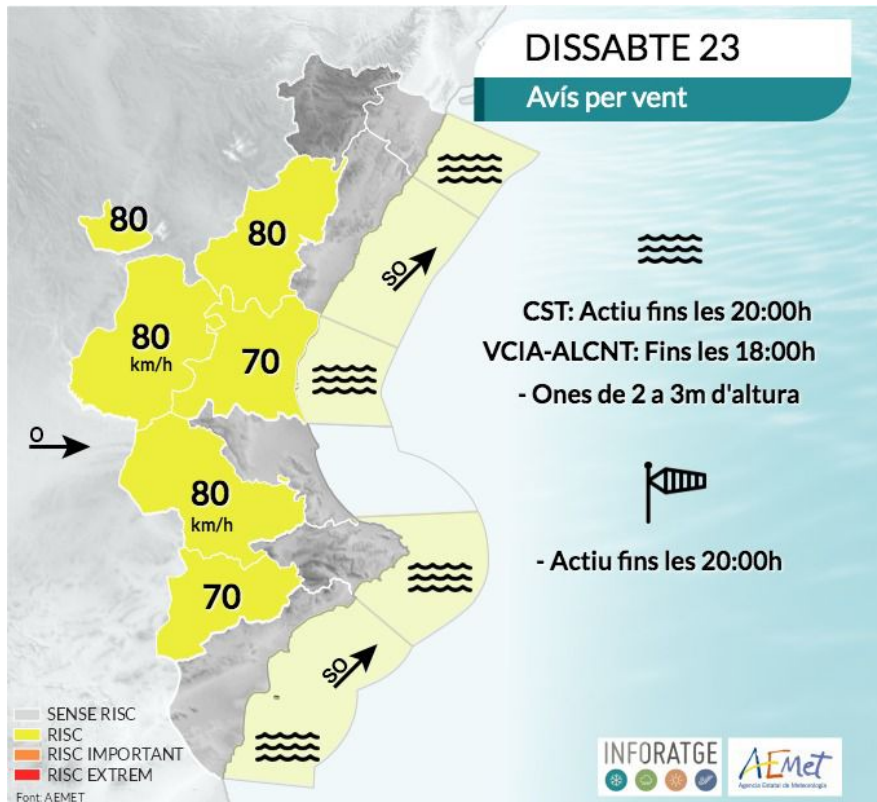 DISSABTE 23
Avís per vent
80
80
80
km/h
70
SO
CST: Actiu fins les 20:00h
VCIA-ALCNT: Fins les 18:00h
- Ones de 2 a 3m d'altura
O
80
km/h
- Actiu fins les 20:00h
70
SO
SENSE RISC
RISC
RISC IMPORTANT
RISC EXTREM
Font AEMET
INFORATGE
AEMet
Agencia Estatal de Meteorología